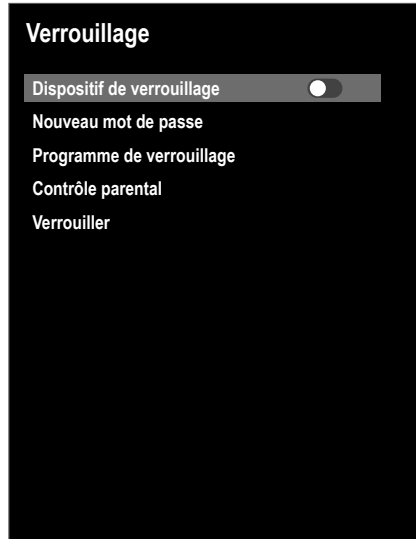 Verrouillage
Dispositif de verrouillage
Nouveau mot de passe
Programme de verrouillage
Contrôle parental
Verrouiller